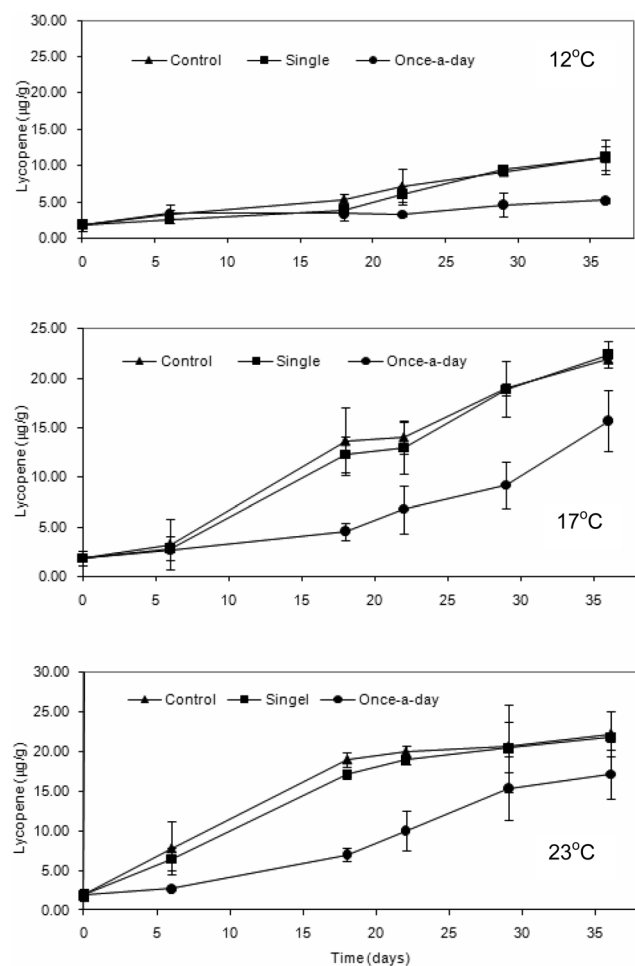 30.00
25.00
20.00
15.00
10.00
5.00
0.00
Lycopene (µg/g)
Control Single Once-a-day
12°C
0 5 10 15 20 25 30 35
25.00
20.00
15.00
10.00
5.00
0.00
Lycopene (µg/g)
Control Single Once-a-day
17°C
0 5 10 15 20 25 30 35
30.00
25.00
20.00
15.00
10.00
5.00
0.00
Lycopene (µg/g)
Control Singel Once-a-day
23°C
0 5 10 15 20 25 30 35
Time (days)